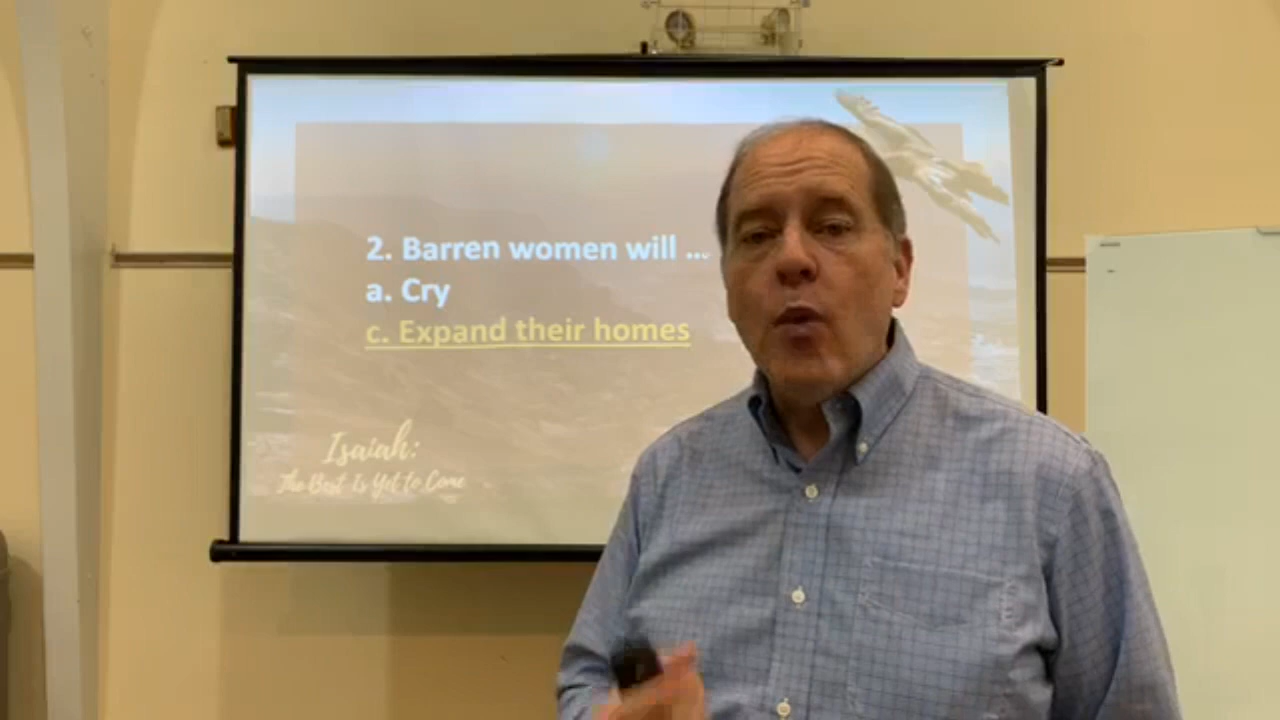 2. Barren women will ...
a. Cry
c. Expand their homes
Isaiah:
The Best Is Yet to Come